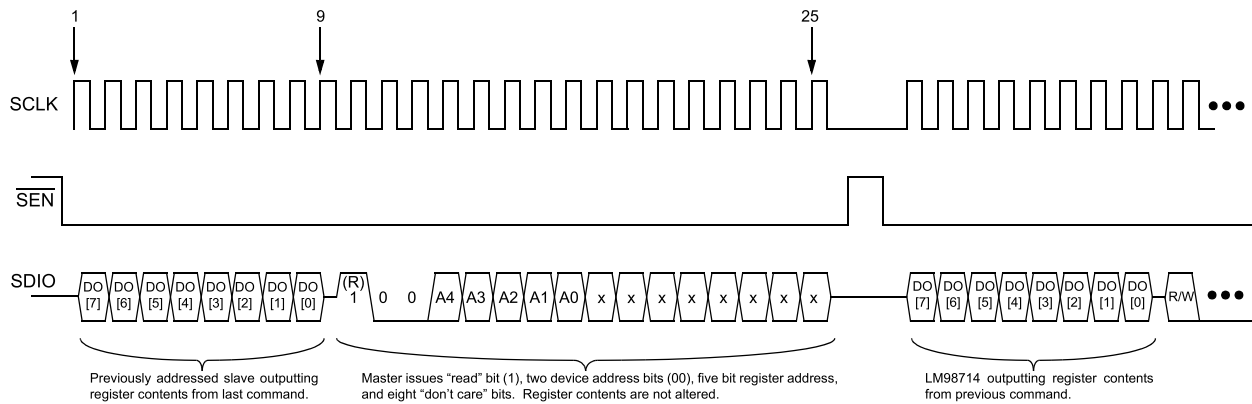 1 9 25
SCLK
SEN
SDIO
DO [7] DO [6] DO [5] DO [4] DO [3] DO [2] DO [1] DO [0] (R) 1 0 0 A4 A3 A2 A1 A0 x x x x x x x x DO [7] DO [6] DO [5] DO [4] DO [3] DO [2] DO [1] DO [0] R/W
Previously addressed slave outputting
register contents from last command.
Master issues “read” bit (1), two device address bits (00), five bit register address,
and eight “don’t care” bits. Register contents are not altered.
LM98714 outputting register contents
from previous command.